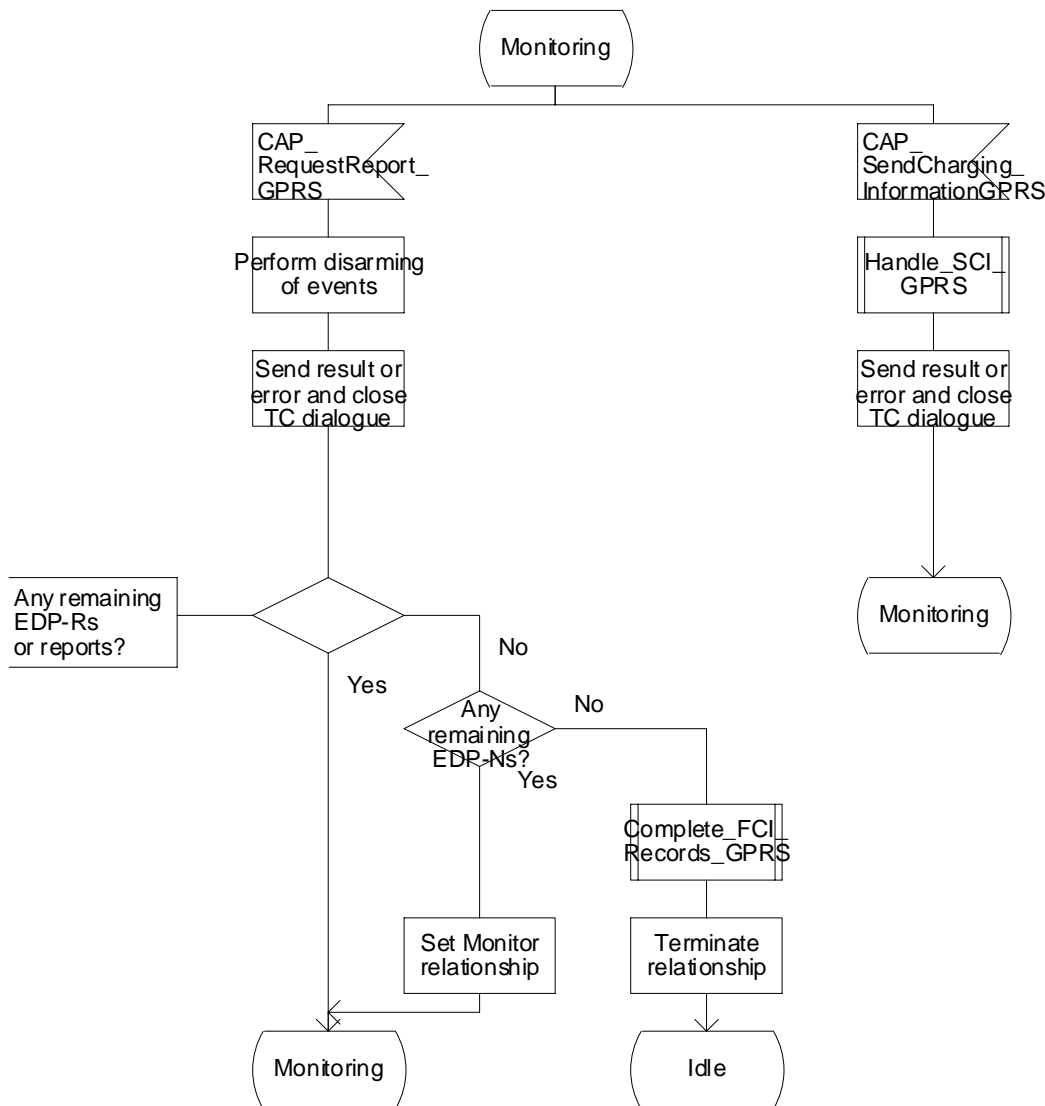 Monitoring
CAP_
RequestReport_
GPRS
CAP_
SendCharging_
InformationGPRS
Perform disarming
of events
Handle_SCI_
GPRS
Send result or
error and close
TC dialogue
Send result or
error and close
TC dialogue
Any remaining
EDP-Rs
or reports?
Monitoring
No
Yes
Any
remaining
EDP-Ns?
No
Yes
Complete_FCI_
Records_GPRS
Set Monitor
relationship
Terminate
relationship
Monitoring
Idle